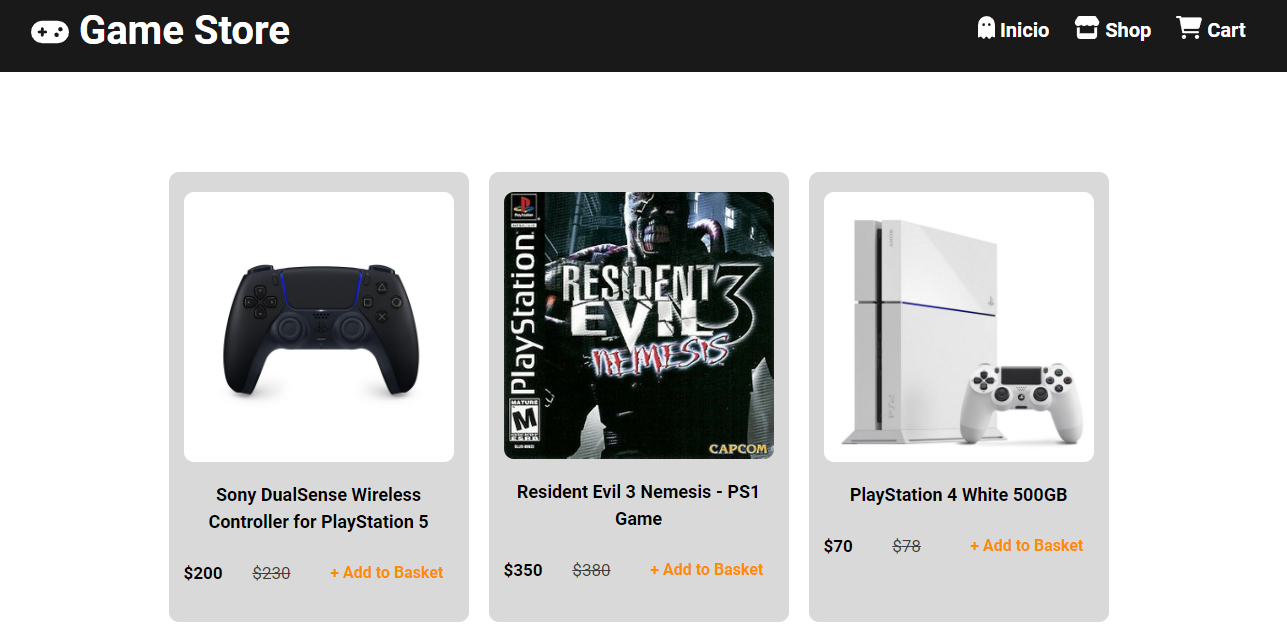 Game Store
Inicio Shop Cart
PlayStation
RESIDENT
EVIL 3
NEMESIS
MATURE
M
ESRB
CAPCOM
SONY
PS4
Sony DualSense Wireless
Controller for PlayStation 5
$200 $230 + Add to Basket
Resident Evil 3 Nemesis - PS1
Game
$350 $380 + Add to Basket
PlayStation 4 White 500GB
$70 $78 + Add to Basket